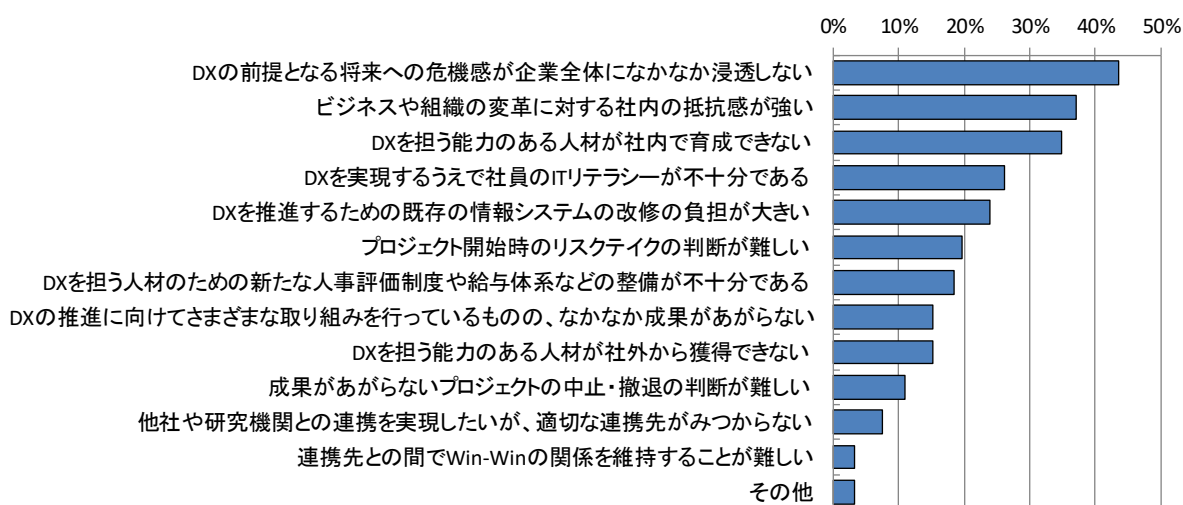 0% 10% 20% 30% 40% 50%
DXの前提となる将来への危機感が企業全体になかなか浸透しない
ビジネスや組織の変革に対する社内の抵抗感が強い
DXを担う能力のある人材が社内で育成できない
DXを実現するうえで社員のITリテラシーが不十分である
DXを推進するための既存の情報システムの改修の負担が大きい
プロジェクト開始時のリスクテイクの判断が難しい
DXを担う人材のための新たな人事評価制度や給与体系などの整備が不十分である
DXの推進に向けてさまざまな取り組みを行っているものの、なかなか成果があがらない
DXを担う能力のある人材が社外から獲得できない
成果があがらないプロジェクトの中止・撤退の判断が難しい
他社や研究機関との連携を実現したいが、適切な連携先がみつからない
連携先との間でWin-Winの関係を維持することが難しい
その他